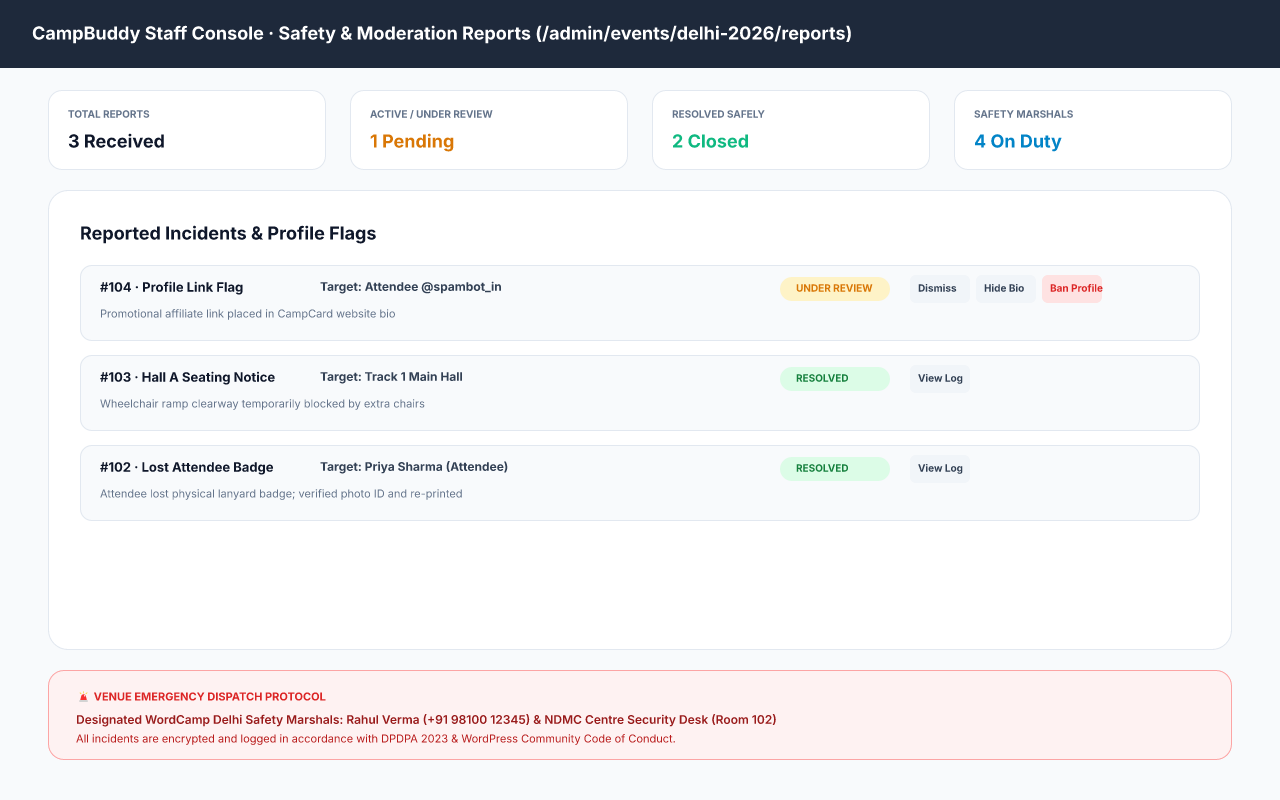 CampBuddy Staff Console · Safety & Moderation Reports (/admin/events/delhi-2026/reports)
TOTAL REPORTS
3 Received
ACTIVE / UNDER REVIEW
1 Pending
RESOLVED SAFELY
2 Closed
SAFETY MARSHALS
4 On Duty
Reported Incidents & Profile Flags
#104 · Profile Link Flag Target: Attendee @spambot_in UNDER REVIEW Dismiss Hide Bio Ban Profile
Promotional affiliate link placed in CampCard website bio
#103 · Hall A Seating Notice Target: Track 1 Main Hall RESOLVED View Log
Wheelchair ramp clearway temporarily blocked by extra chairs
#102 · Lost Attendee Badge Target: Priya Sharma (Attendee) RESOLVED View Log
Attendee lost physical lanyard badge; verified photo ID and re-printed
🚨 VENUE EMERGENCY DISPATCH PROTOCOL
Designated WordCamp Delhi Safety Marshals: Rahul Verma (+91 98100 12345) & NDMC Centre Security Desk (Room 102)
All incidents are encrypted and logged in accordance with DPDPA 2023 & WordPress Community Code of Conduct.